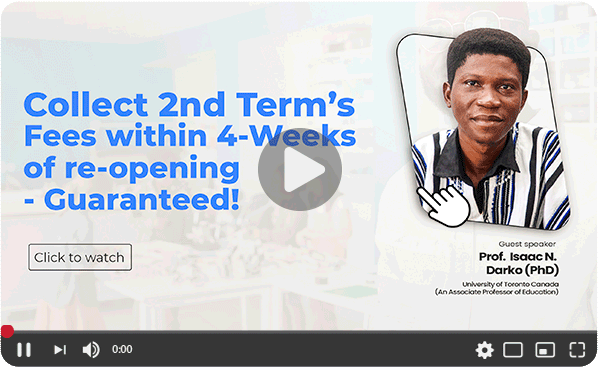 Collect 2nd Term's
Fees within 4-Weeks
of re-opening
- Guaranteed!
Click to watch
Guest speaker
Prof. Isaac N.
Darko (PhD)
University of Toronto Canada
(An Associate Professor of Education)
0:00